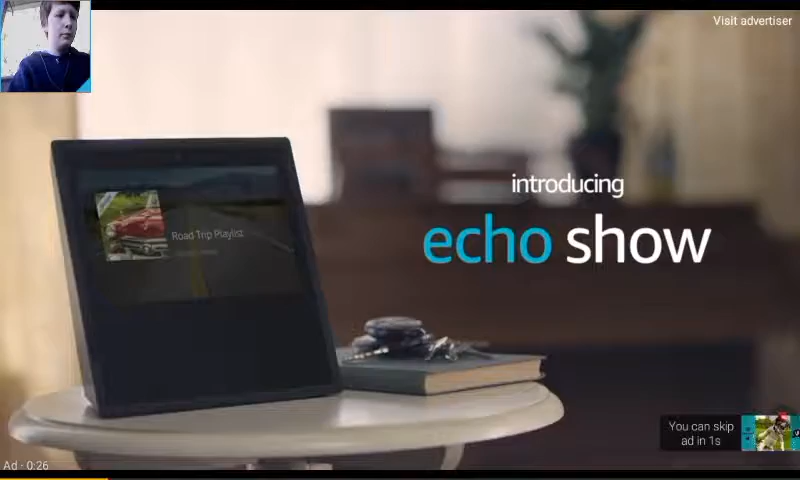 Visit advertiser
introducing
echo show
Road Trip Playlist
You can skip
ad in 1s
Ad · 0:26